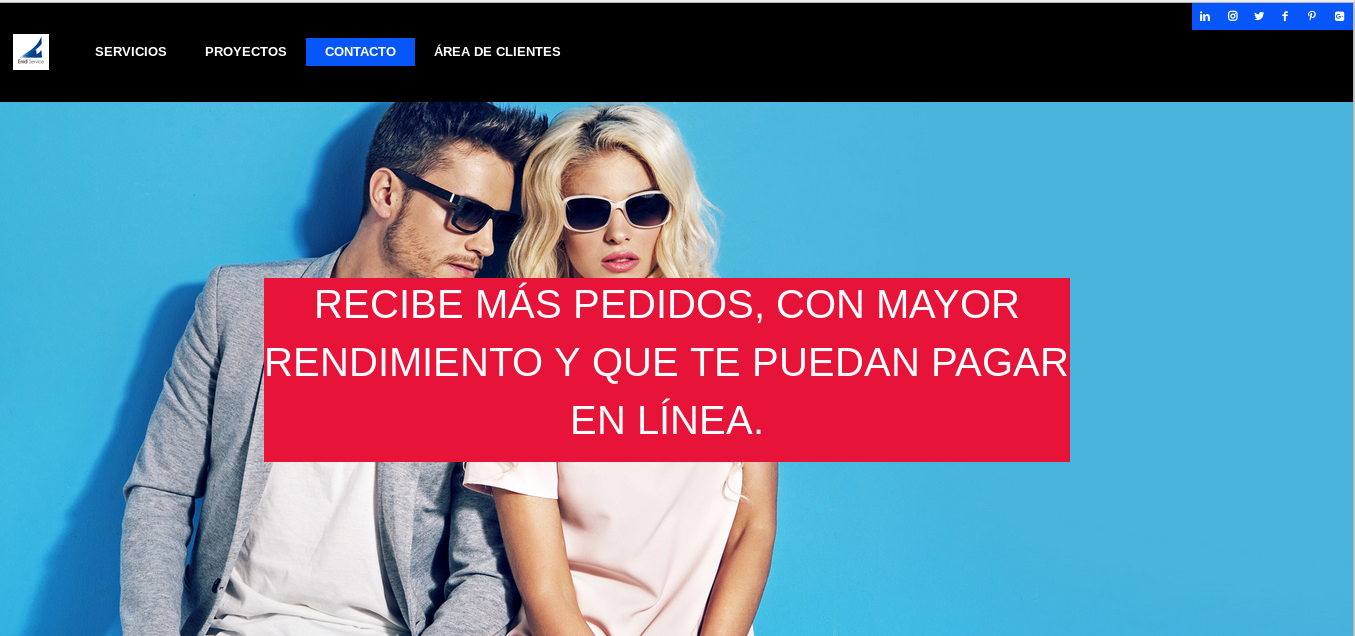 Enid Service
SERVICIOS
PROYECTOS
CONTACTO
ÁREA DE CLIENTES
RECIBE MÁS PEDIDOS, CON MAYOR
RENDIMIENTO Y QUE TE PUEDAN PAGAR
EN LÍNEA.